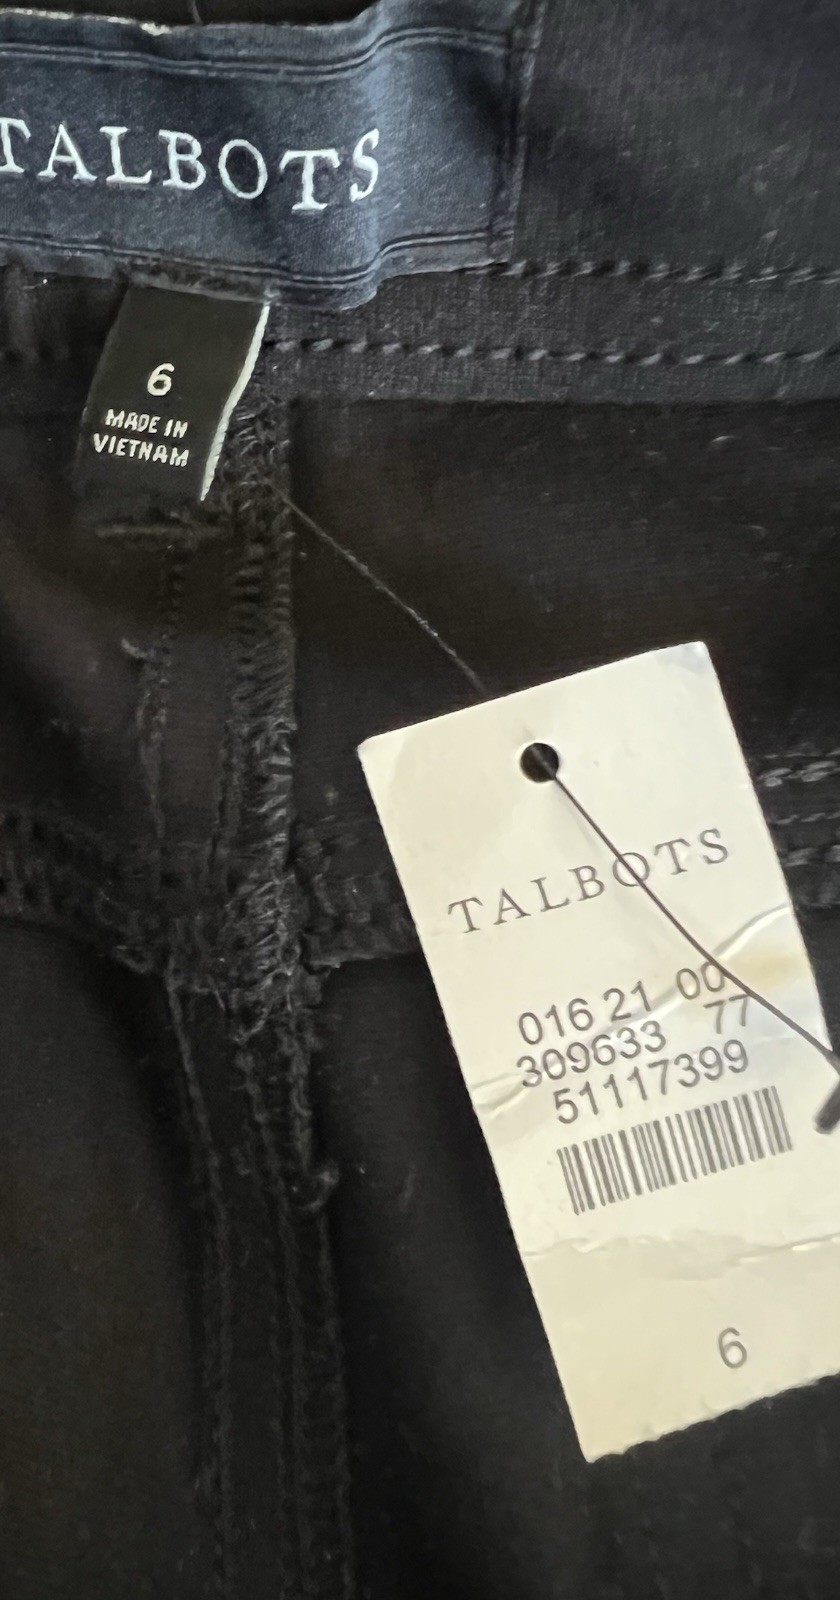 TALBOTS
6
MADE IN
VIETNAM
TALBOTS
016 21 00
309633 77
51117399
6